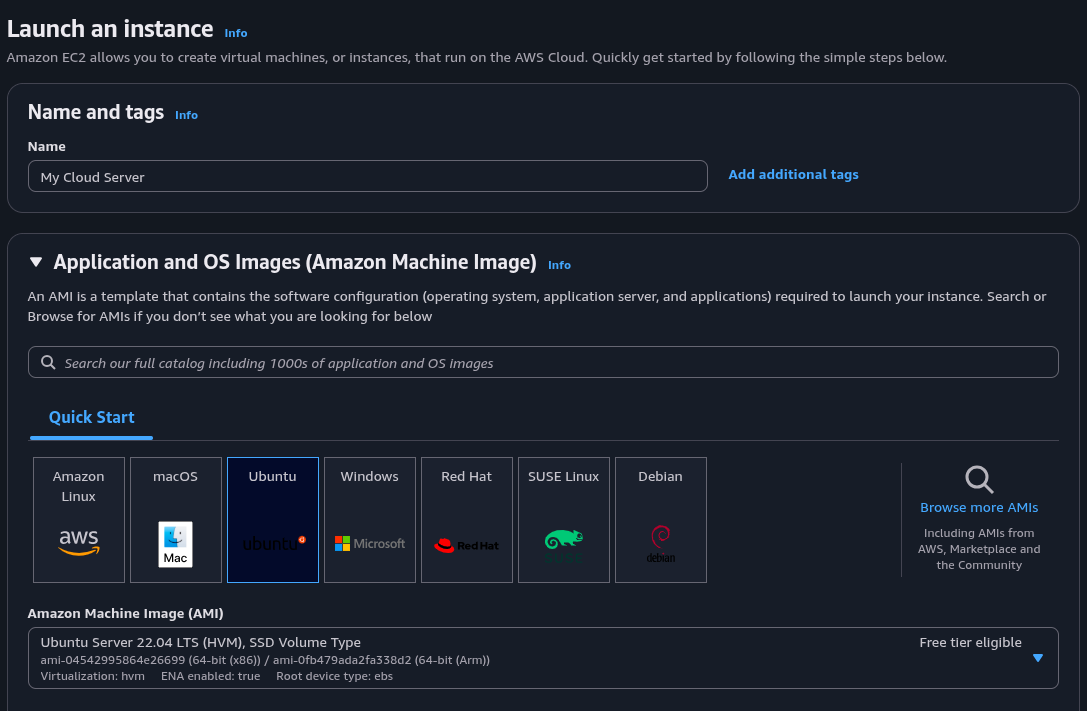 Launch an instance Info
Amazon EC2 allows you to create virtual machines, or instances, that run on the AWS Cloud. Quickly get started by following the simple steps below.
Name and tags Info
Name
My Cloud Server
Add additional tags
Application and OS Images (Amazon Machine Image) Info
An AMI is a template that contains the software configuration (operating system, application server, and applications) required to launch your instance. Search or
Browse for AMIs if you don’t see what you are looking for below
Search our full catalog including 1000s of application and OS images
Quick Start
Amazon
Linux
aws
macOS
Mac
Ubuntu
ubuntu
Windows
Microsoft
Red Hat
Red Hat
SUSE Linux
Debian
debian
Browse more AMIs
Including AMIs from
AWS, Marketplace and
the Community
Amazon Machine Image (AMI)
Ubuntu Server 22.04 LTS (HVM), SSD Volume Type
Free tier eligible
ami-04542995864e26699 (64-bit (x86)) / ami-0fb479ada2fa338d2 (64-bit (Arm))
Virtualization: hvm ENA enabled: true Root device type: ebs